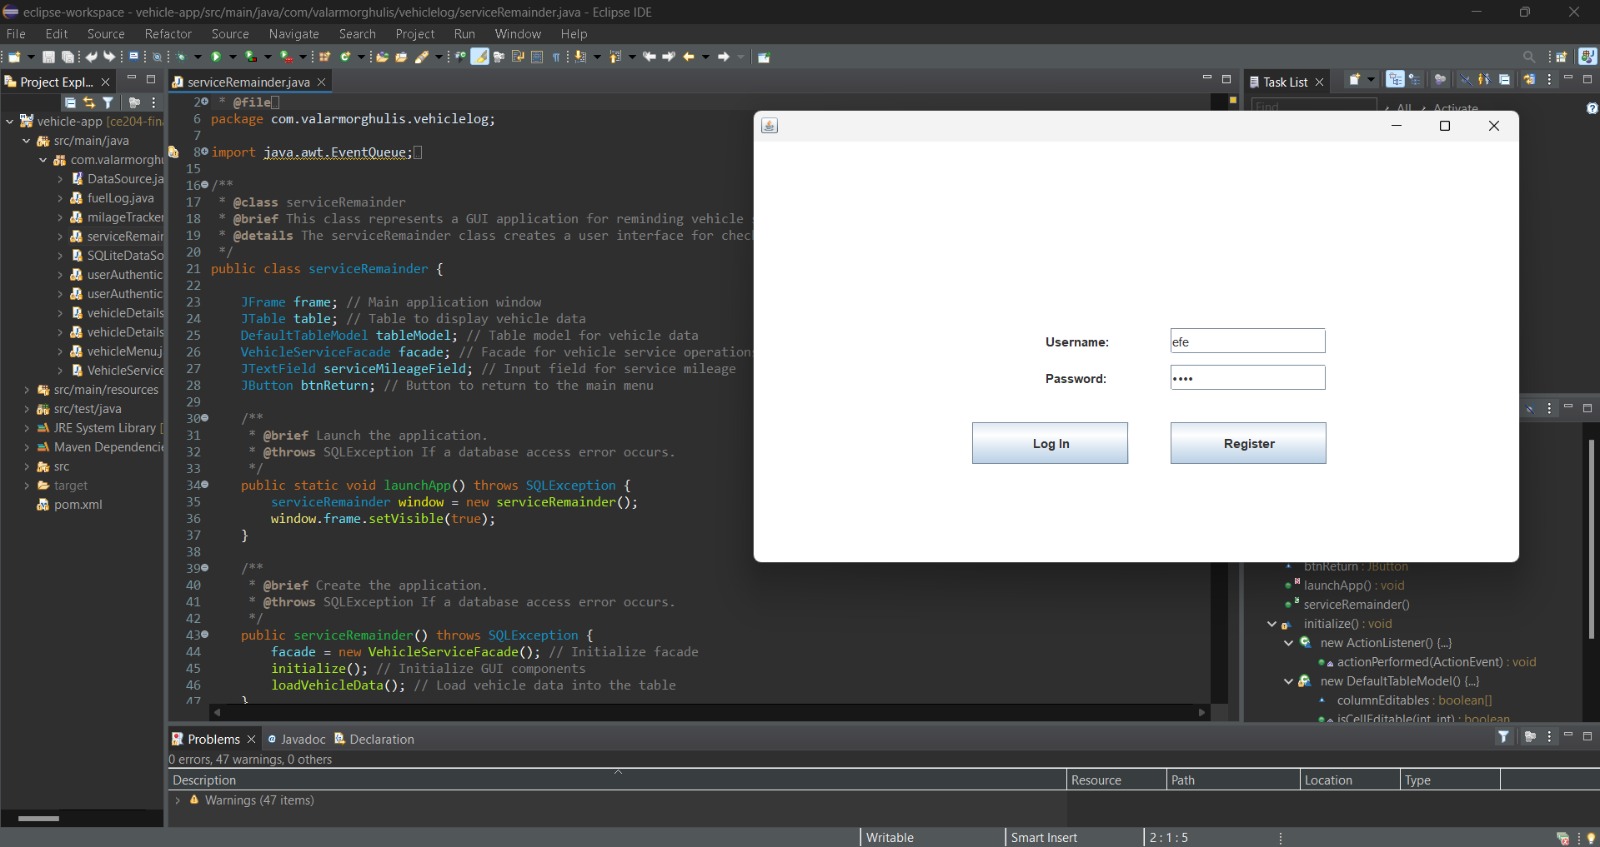 eclipse-workspace - vehicle-app/src/main/java/com/valarmorghulis/vehiclelog/serviceRemainder.java - Eclipse IDE
File Edit Source Refactor Source Navigate Search Project Run Window Help
Project Expl...
vehicle-app [ce204-fin
src/main/java
com.valarmorghu
DataSource.ja
fuelLog.java
milageTracker
serviceRemain
SQLiteDataSo
userAuthentic
userAuthentic
vehicleDetails
vehicleDetails
vehicleMenu.j
VehicleService
src/main/resources
src/test/java
JRE System Library [
Maven Dependencie
src
target
pom.xml
serviceRemainder.java
2 * @file
6 package com.valarmorghulis.vehiclelog;
7
8 import java.awt.EventQueue;
15
16 /**
17 * @class serviceRemainder
18 * @brief This class represents a GUI application for reminding vehicle
19 * @details The serviceRemainder class creates a user interface for chec
20 */
21 public class serviceRemainder {
22
23 JFrame frame; // Main application window
24 JTable table; // Table to display vehicle data
25 DefaultTableModel tableModel; // Table model for vehicle data
26 VehicleServiceFacade facade; // Facade for vehicle service operation
27 JTextField serviceMileageField; // Input field for service mileage
28 JButton btnReturn; // Button to return to the main menu
29
30 /**
31 * @brief Launch the application.
32 * @throws SQLException If a database access error occurs.
33 */
34 public static void launchApp() throws SQLException {
35 serviceRemainder window = new serviceRemainder();
36 window.frame.setVisible(true);
37 }
38
39 /**
40 * @brief Create the application.
41 * @throws SQLException If a database access error occurs.
42 */
43 public serviceRemainder() throws SQLException {
44 facade = new VehicleServiceFacade(); // Initialize facade
45 initialize(); // Initialize GUI components
46 loadVehicleData(); // Load vehicle data into the table
47 }
Task List
Find All Activate...
Username: efe
Password: ••••
Log In Register
btnReturn : JButton
launchApp() : void
serviceRemainder()
initialize() : void
new ActionListener() {...}
actionPerformed(ActionEvent) : void
new DefaultTableModel() {...}
columnEditables : boolean[]
isCellEditable(int, int) : boolean
Problems Javadoc Declaration
0 errors, 47 warnings, 0 others
Description Resource Path Location Type
Warnings (47 items)
Writable Smart Insert 2 : 1 : 5